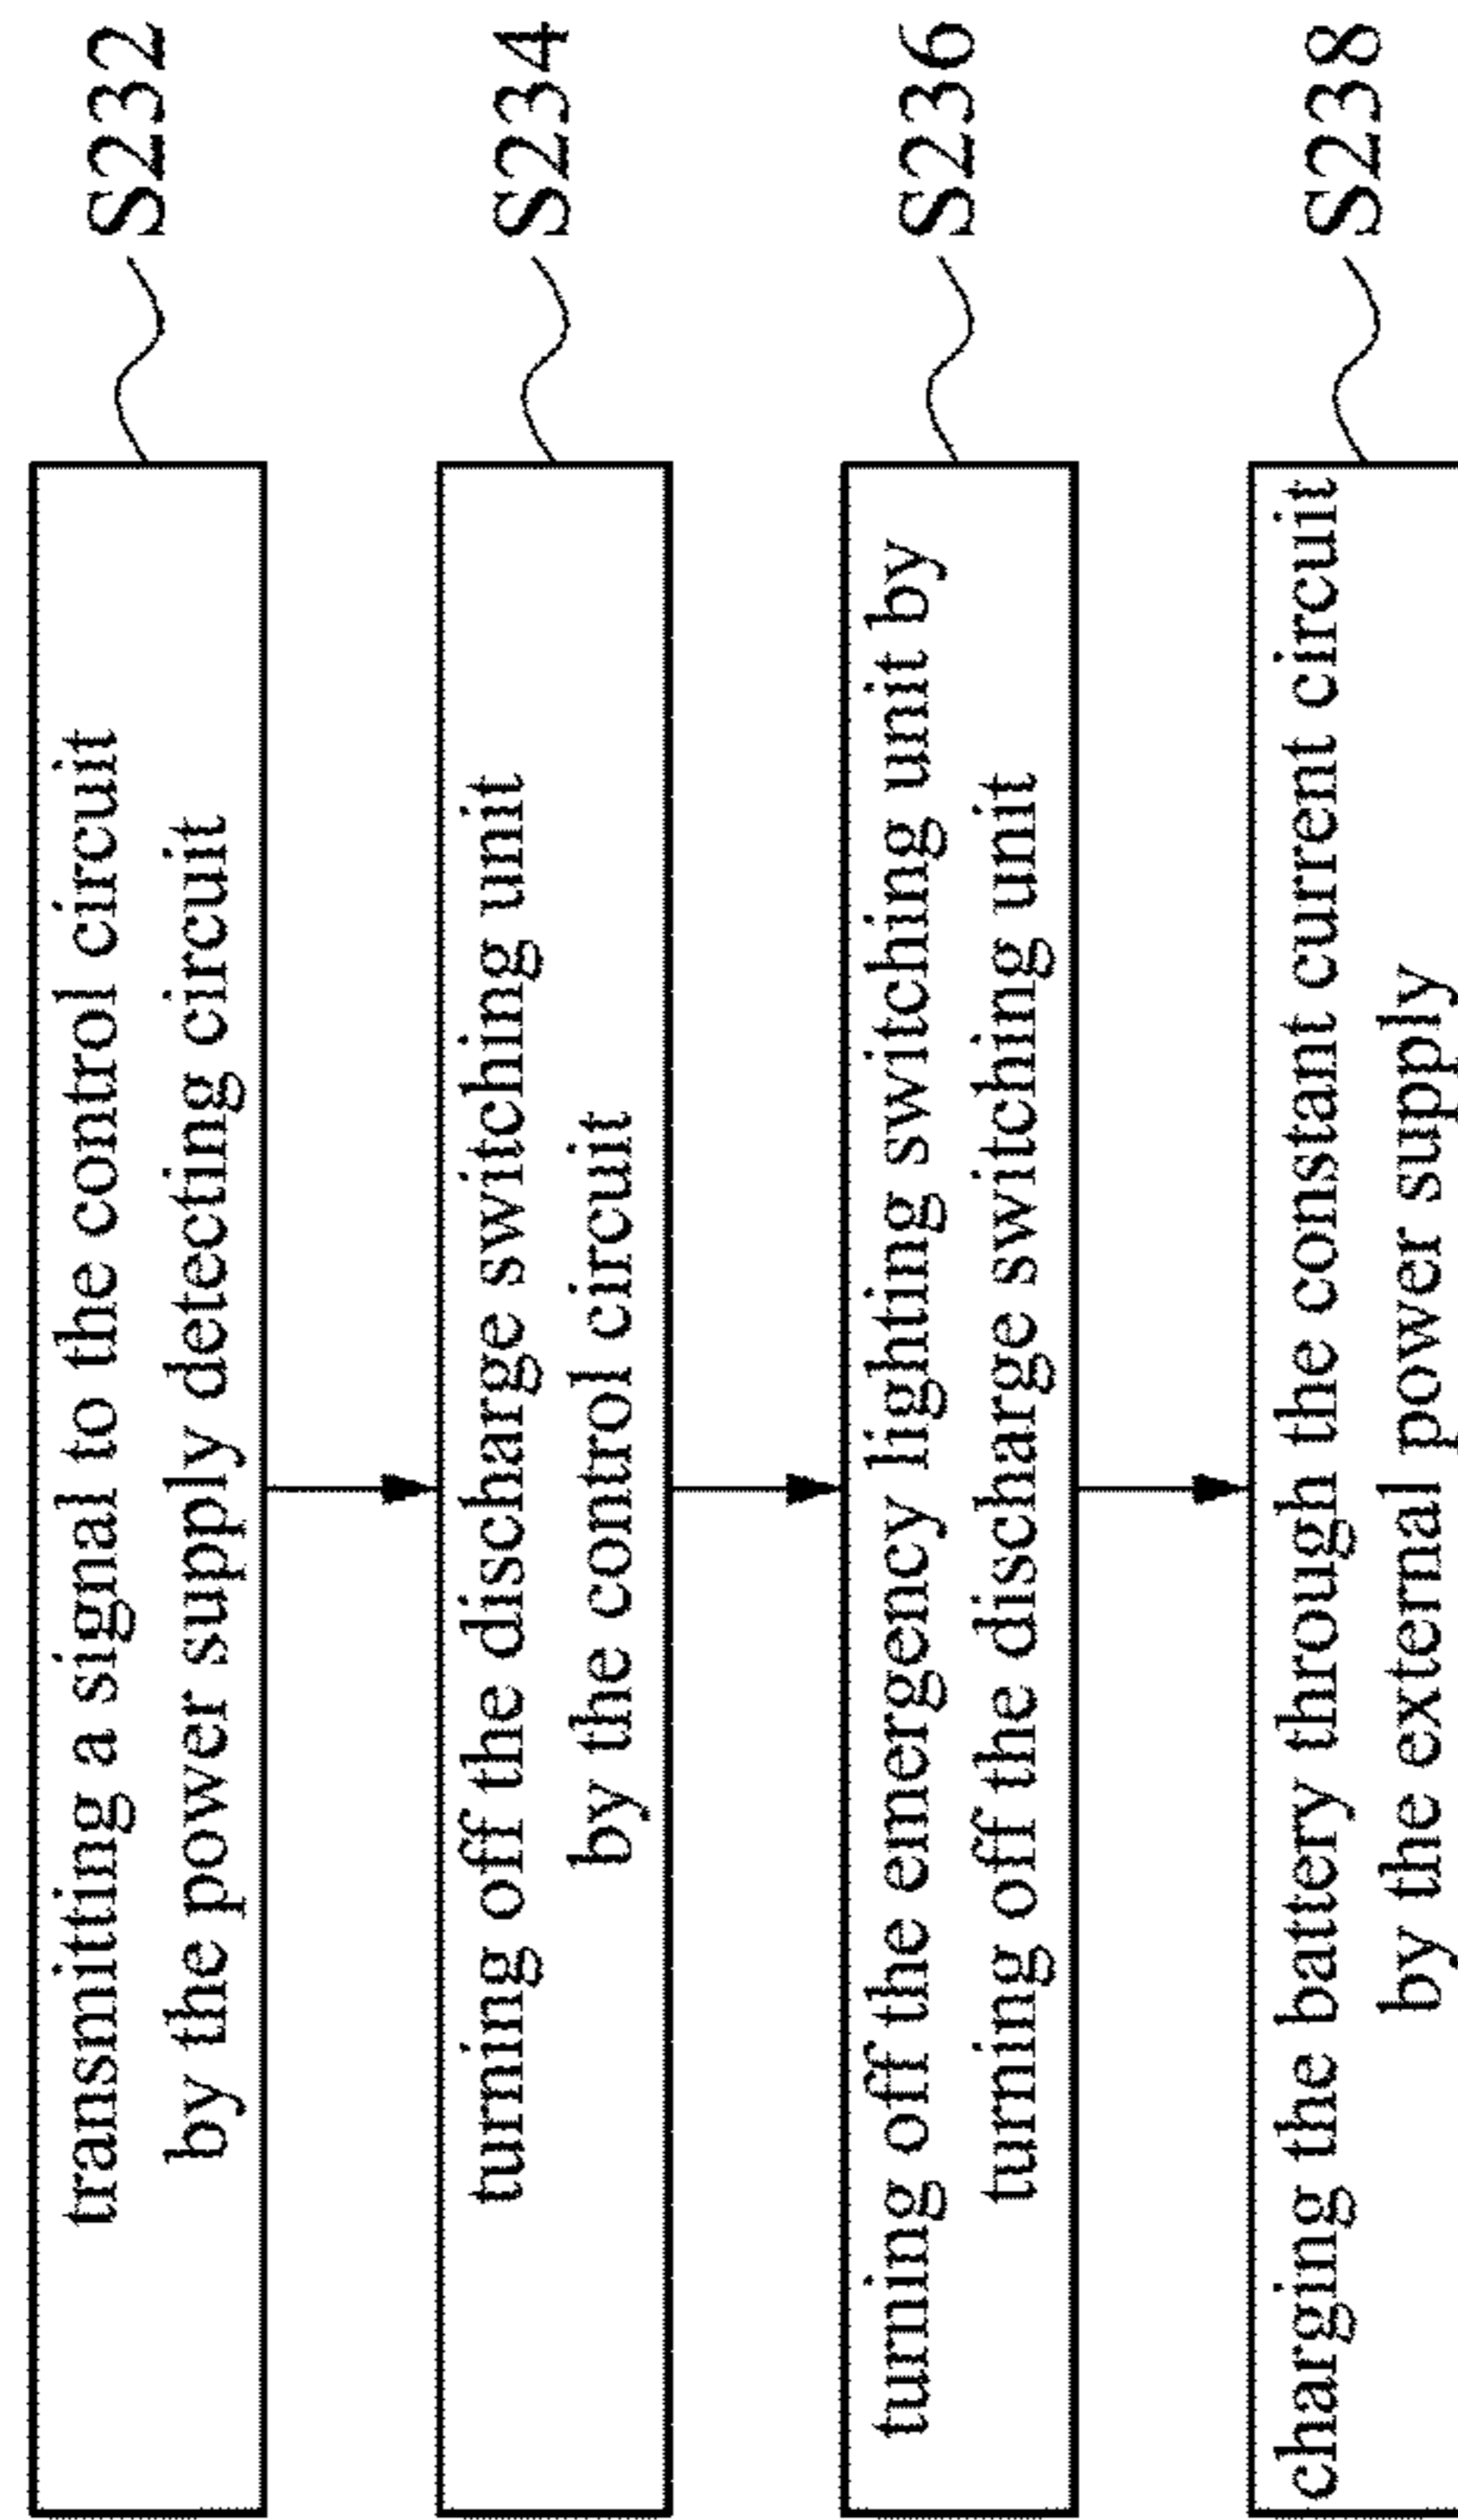 transmitting a signal to the control circuit
by the power supply detecting circuit
S232
turning off the discharge switching unit
by the control circuit
S234
turning off the emergency lighting switching unit by
turning off the discharge switching unit
S236
charging the battery through the constant current circuit
by the external power supply
S238